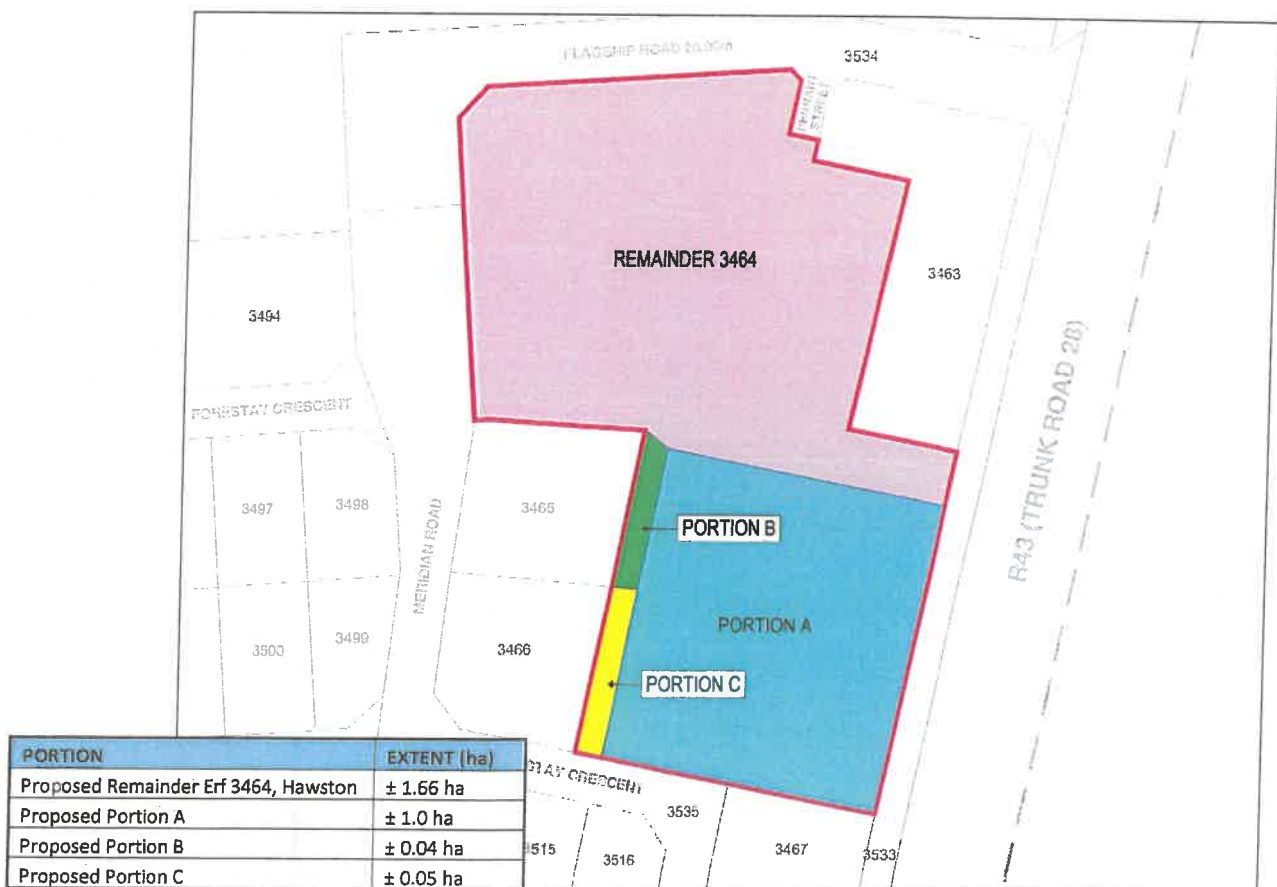 FLAGSHIP ROAD 20.00m
3534
STREET
REMAINDER 3464
3463
3494
R43 (TRUNK ROAD 28)
FORESTAY CRESCENT
3497
3498
3465
PORTION B
MERIDIAN ROAD
3500
3499
3466
PORTION A
PORTION C
STAY CRESCENT
3535
3515
3516
3467
3533
PORTION EXTENT (ha)
Proposed Remainder Erf 3464, Hawston ± 1.66 ha
Proposed Portion A ± 1.0 ha
Proposed Portion B ± 0.04 ha
Proposed Portion C ± 0.05 ha